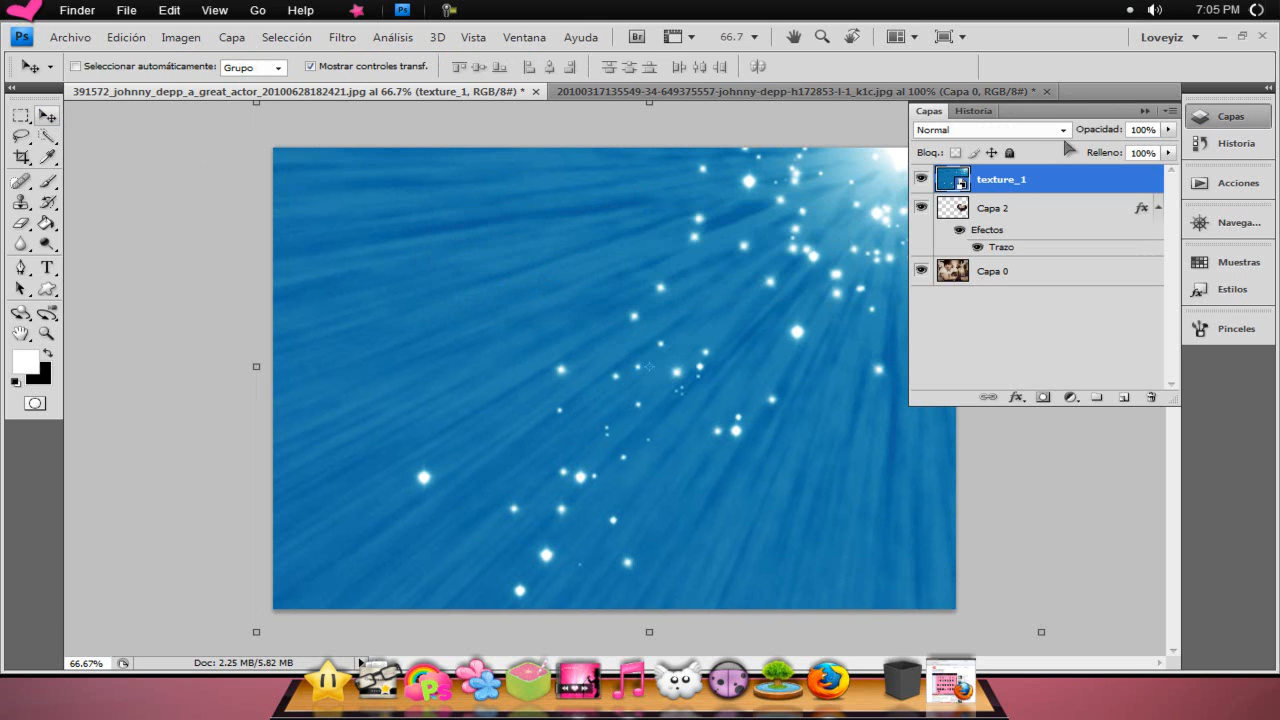 Finder File Edit View Go Help Ps 7:05 PM
Ps Archivo Edición Imagen Capa Selección Filtro Análisis 3D Vista Ventana Ayuda Br 66.7 Loveyiz
Seleccionar automáticamente: Grupo Mostrar controles transf.
391572_johnny_depp_a_great_actor_20100628182421.jpg al 66.7% (texture_1, RGB/8#) * 20100317135549-34-649375557-johnny-depp-h172853-l-1_k1c.jpg al 100% (Capa 0, RGB/8#) *
Capas Historia
Normal Opacidad: 100%
Bloq.: Relleno: 100%
texture_1
Capa 2 fx
Efectos
Trazo
Capa 0
fx
Capas
Historia
Acciones
Navega...
Muestras
Estilos
Pinceles
T
66.67% Doc: 2.25 MB/5.82 MB